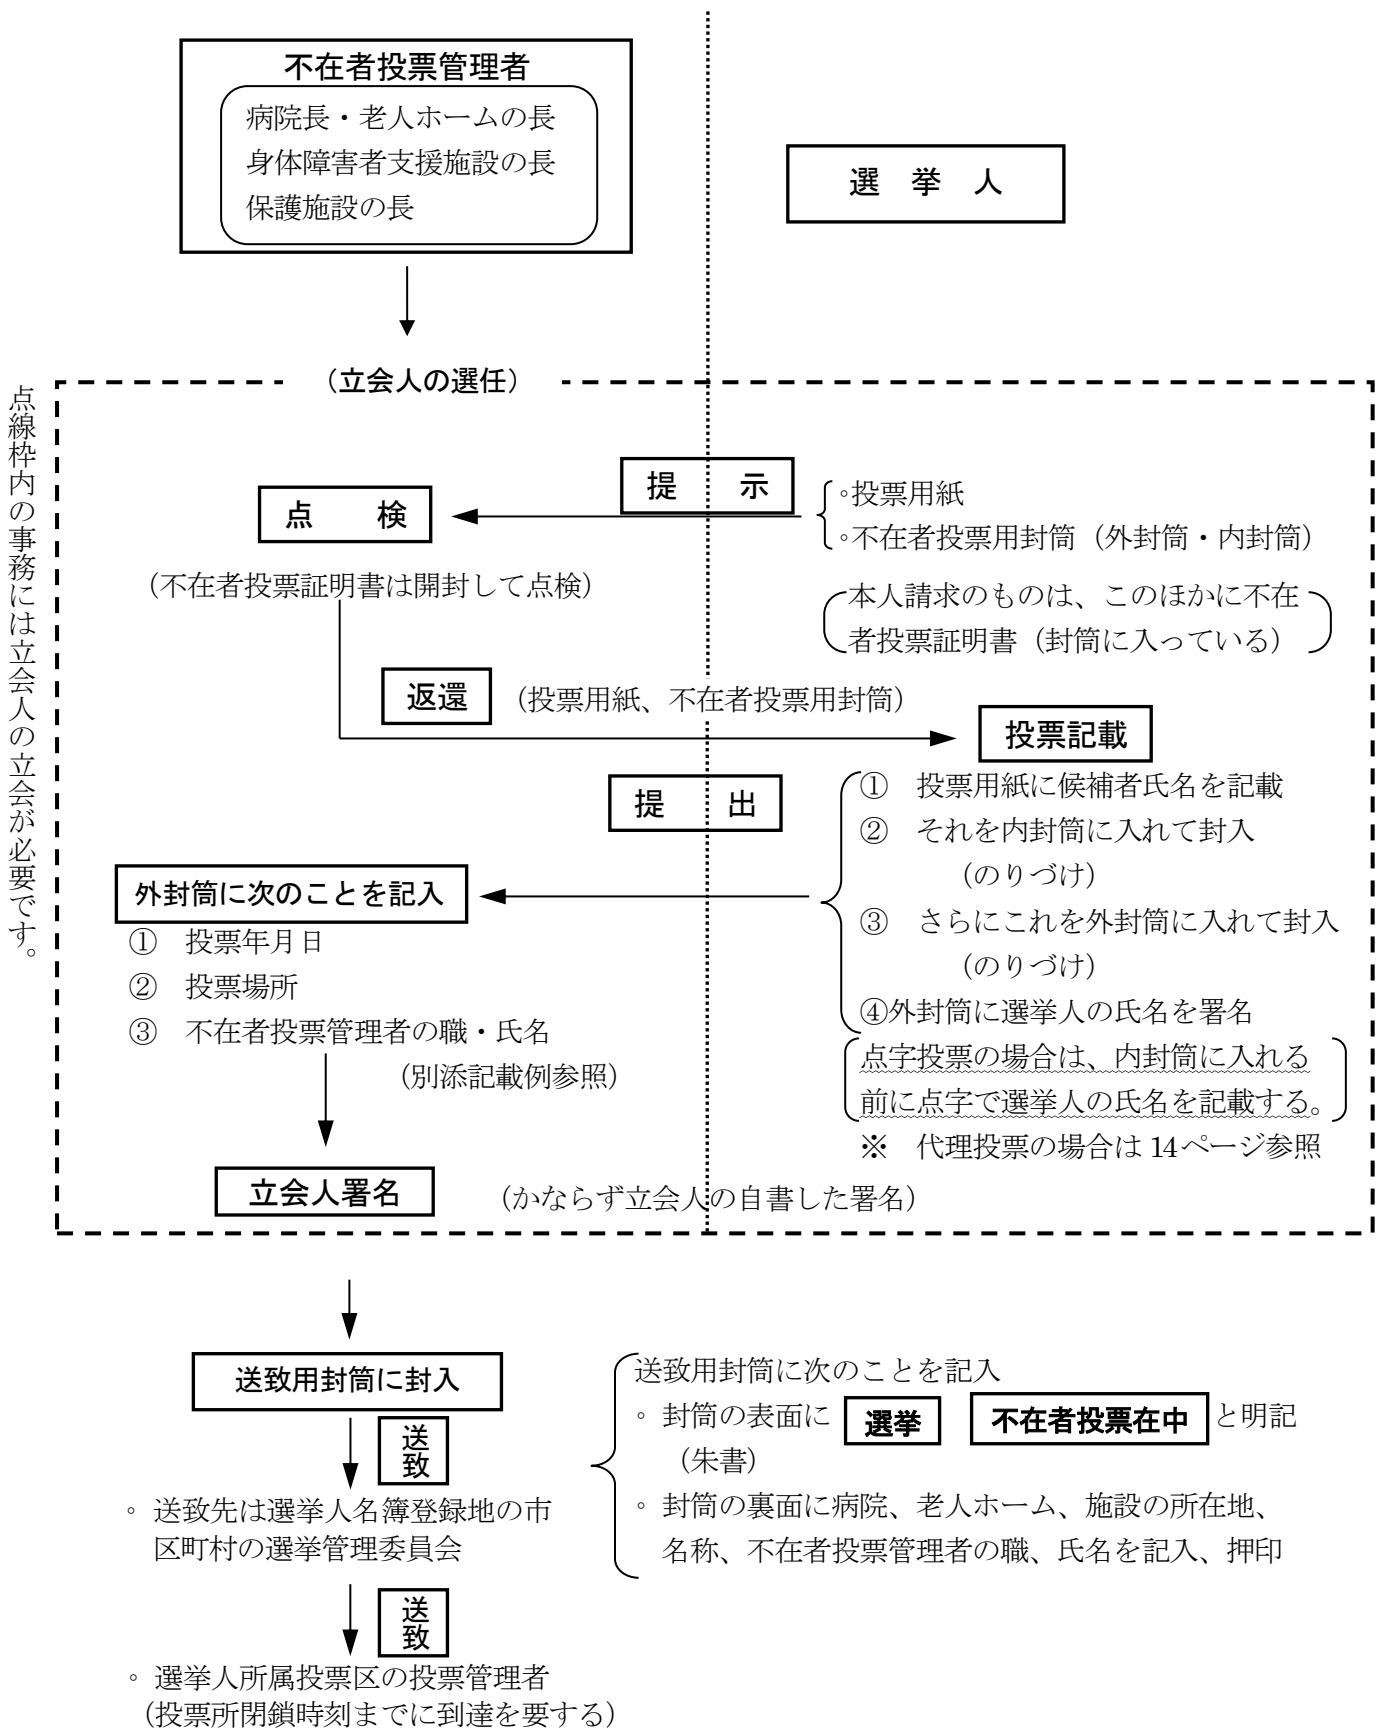 不在者投票管理者
病院長・老人ホームの長
身体障害者支援施設の長
保護施設の長
選　挙　人
（立会人の選任）
点線枠内の事務には立会人の立会が必要です。
提　　示
点　　検
◦投票用紙
◦不在者投票用封筒（外封筒・内封筒）
（不在者投票証明書は開封して点検）
本人請求のものは、このほかに不在
者投票証明書（封筒に入っている）
返還
（投票用紙、不在者投票用封筒）
投票記載
提　　出
①　投票用紙に候補者氏名を記載
②　それを内封筒に入れて封入
（のりづけ）
③　さらにこれを外封筒に入れて封入
（のりづけ）
④外封筒に選挙人の氏名を署名
点字投票の場合は、内封筒に入れる
前に点字で選挙人の氏名を記載する。
※　代理投票の場合は 14ページ参照
外封筒に次のことを記入
①　投票年月日
②　投票場所
③　不在者投票管理者の職・氏名
（別添記載例参照）
立会人署名
（かならず立会人の自書した署名）
送致用封筒に封入
送致
◦ 送致先は選挙人名簿登録地の市
区町村の選挙管理委員会
送致用封筒に次のことを記入
◦ 封筒の表面に 選挙 不在者投票在中 と明記
（朱書）
◦ 封筒の裏面に病院、老人ホーム、施設の所在地、
名称、不在者投票管理者の職、氏名を記入、押印
送致
◦ 選挙人所属投票区の投票管理者
（投票所閉鎖時刻までに到達を要する）